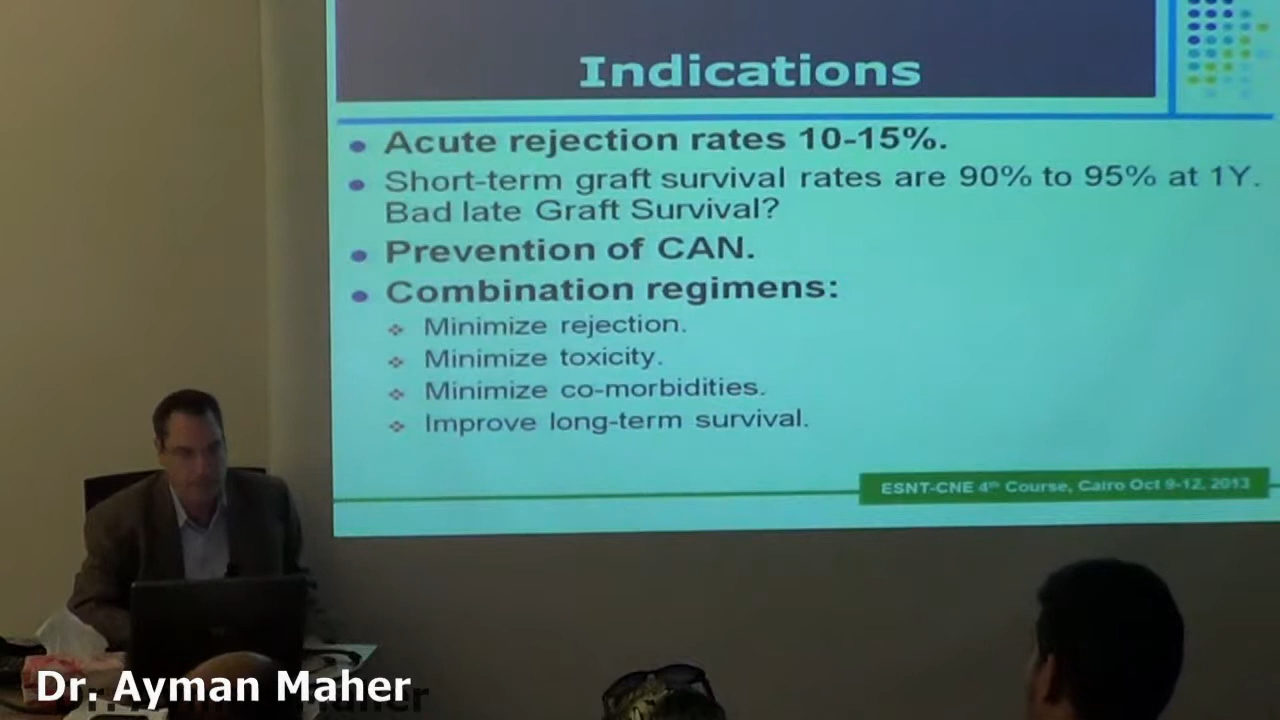 Indications
Acute rejection rates 10-15%.
Short-term graft survival rates are 90% to 95% at 1Y.
Bad late Graft Survival?
Prevention of CAN.
Combination regimens:
Minimize rejection.
Minimize toxicity.
Minimize co-morbidities.
Improve long-term survival.
ESNT-CNE 4th Course, Cairo Oct 9-12, 2013
Dr. Ayman Maher